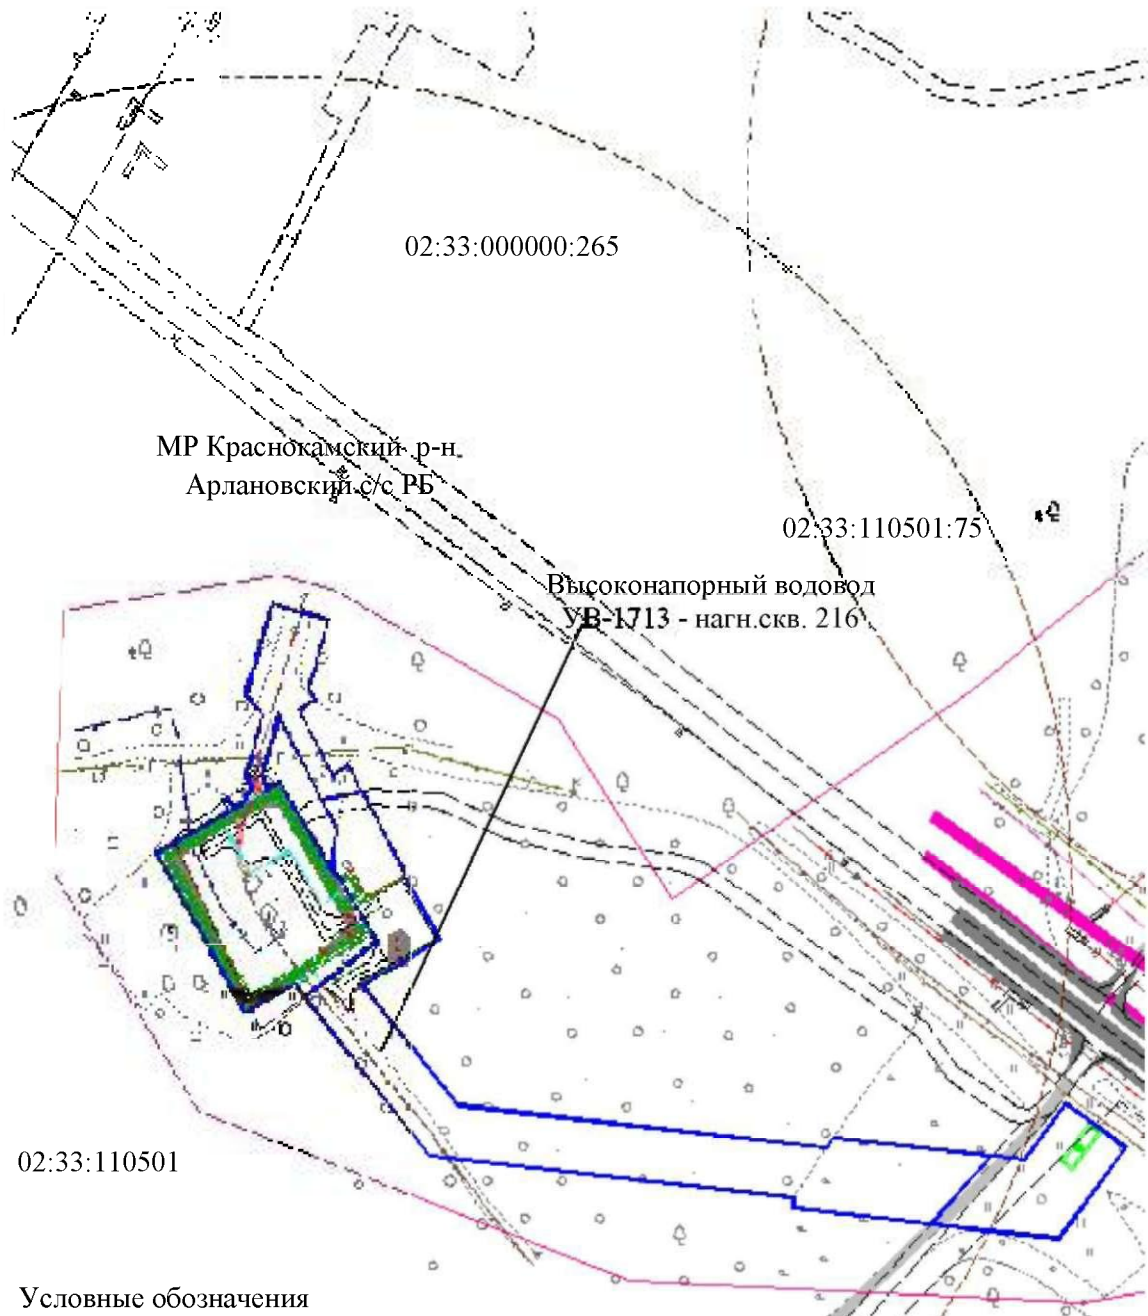 02:33:000000:265
МР Краснокамский р-н
Арлановский с/с РБ
02:33:110501:75
Высоконапорный водовод
УВ-1713 - нагн.скв. 216
02:33:110501
Условные обозначения